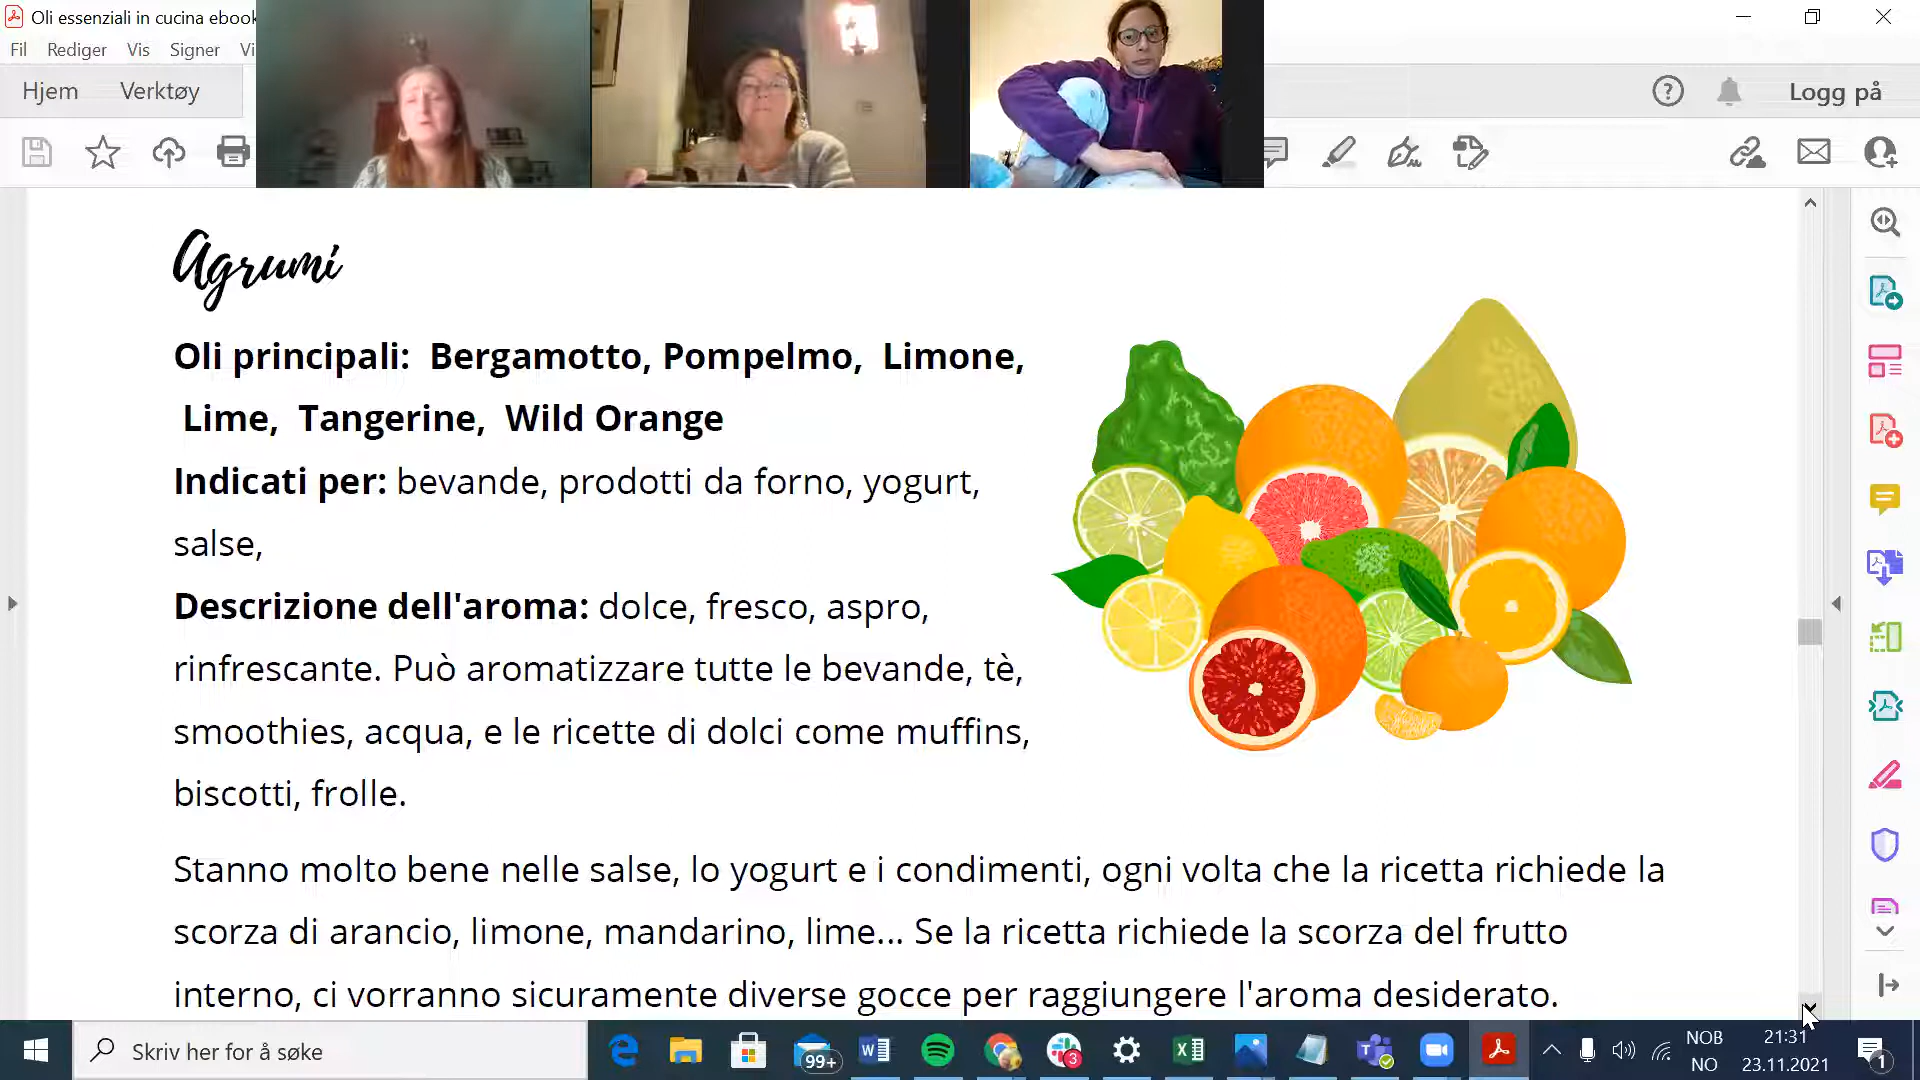 Oli essenziali in cucina ebook
Fil Rediger Vis Signer Vi
Hjem Verktøy
Logg på
Agrumi
Oli principali: Bergamotto, Pompelmo, Limone,
Lime, Tangerine, Wild Orange
Indicati per: bevande, prodotti da forno, yogurt,
salse,
Descrizione dell'aroma: dolce, fresco, aspro,
rinfrescante. Può aromatizzare tutte le bevande, tè,
smoothies, acqua, e le ricette di dolci come muffins,
biscotti, frolle.
Stanno molto bene nelle salse, lo yogurt e i condimenti, ogni volta che la ricetta richiede la
scorza di arancio, limone, mandarino, lime... Se la ricetta richiede la scorza del frutto
interno, ci vorranno sicuramente diverse gocce per raggiungere l'aroma desiderato.
Skriv her for å søke
99+
3
NOB
NO
21:31
23.11.2021
1